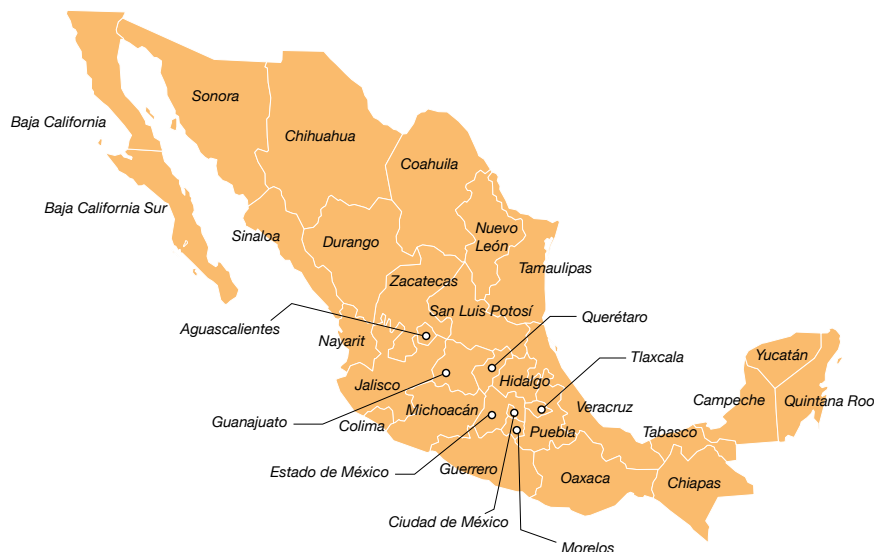 Sonora
Baja California
Chihuahua
Coahuila
Baja California Sur
Sinaloa
Durango
Nuevo
León
Tamaulipas
Zacatecas
San Luis Potosí
Querétaro
Aguascalientes
Nayarit
Yucatán
Tlaxcala
Jalisco
Hidalgo
Campeche
Quintana Roo
Michoacán
Veracruz
Guanajuato
Colima
Puebla
Tabasco
Estado de México
Guerrero
Oaxaca
Chiapas
Ciudad de México
Morelos